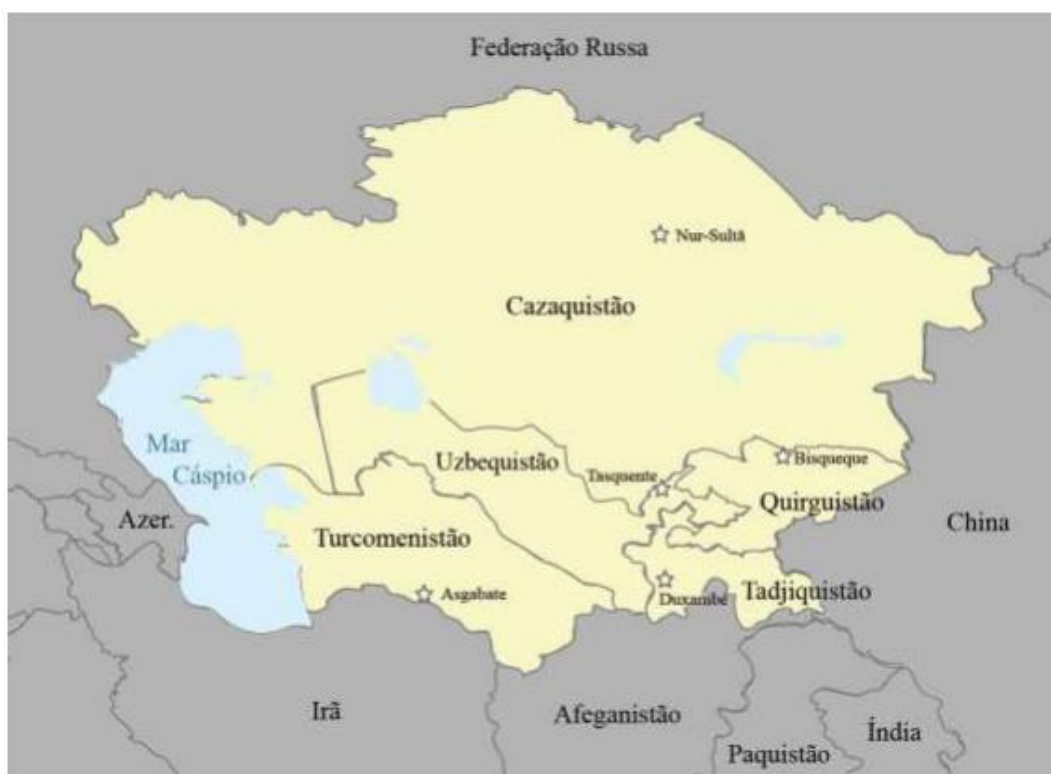 Federação Russa
Nur-Sultã
Cazaquistão
Mar
Cáspio
Uzbequistão
Bisqueque
Tasquente
Quirguistão
Azer.
Turcomenistão
China
Asgabate
Duxambé
Tadjiquistão
Irã
Afeganistão
Índia
Paquistão